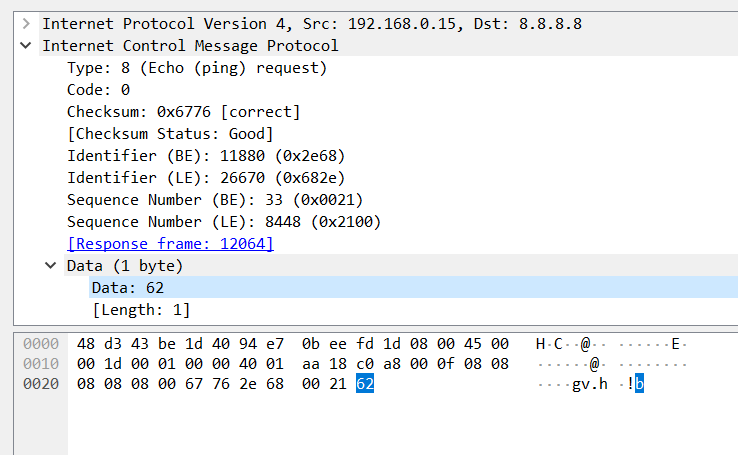 Internet Protocol Version 4, Src: 192.168.0.15, Dst: 8.8.8.8
Internet Control Message Protocol
Type: 8 (Echo (ping) request)
Code: 0
Checksum: 0x6776 [correct]
[Checksum Status: Good]
Identifier (BE): 11880 (0x2e68)
Identifier (LE): 26670 (0x682e)
Sequence Number (BE): 33 (0x0021)
Sequence Number (LE): 8448 (0x2100)
[Response frame: 12064]
Data (1 byte)
Data: 62
[Length: 1]
0000 48 d3 43 be 1d 40 94 e7 0b ee fd 1d 08 00 45 00 H·C··@·· ······E·
0010 00 1d 00 01 00 00 40 01 aa 18 c0 a8 00 0f 08 08 ······@· ········
0020 08 08 08 00 67 76 2e 68 00 21 62 ····gv.h ·!b